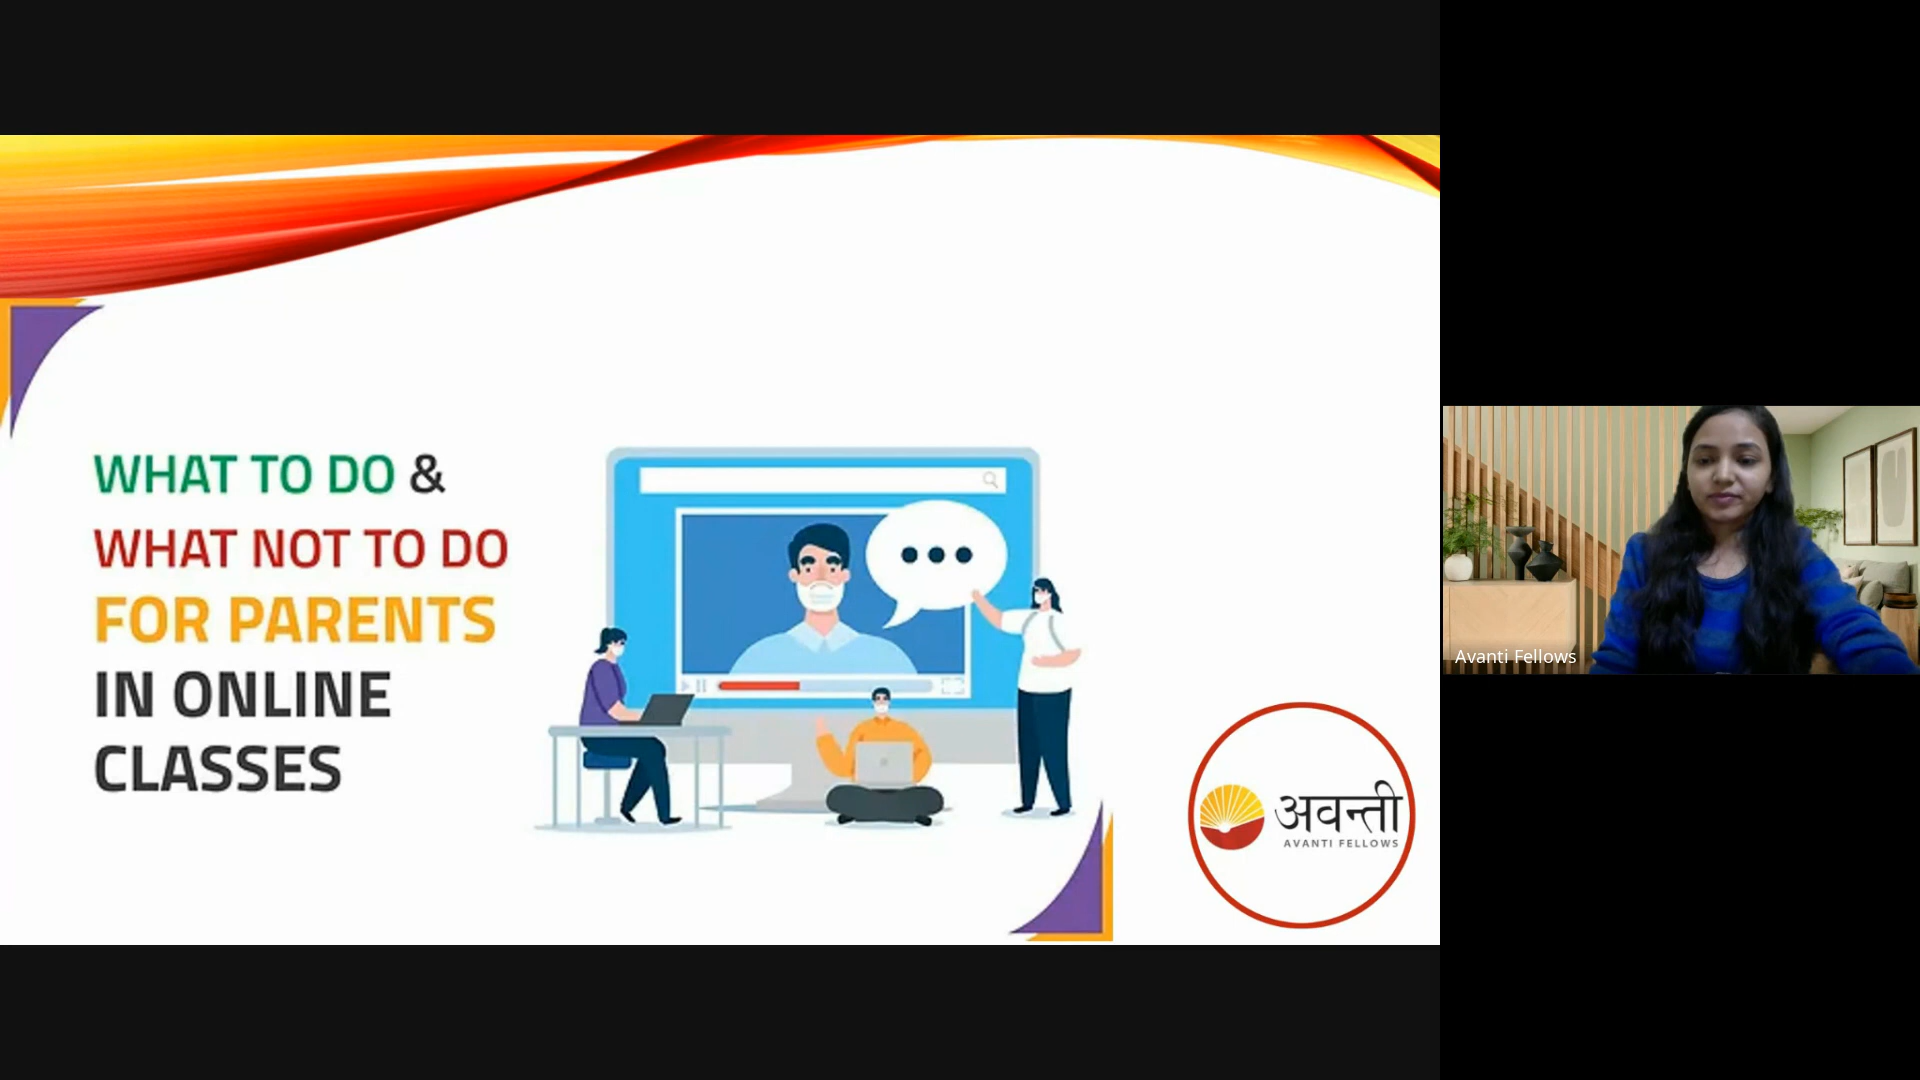 WHAT TO DO &
WHAT NOT TO DO
FOR PARENTS
IN ONLINE
CLASSES
अवन्ती
AVANTI FELLOWS
Avanti Fellows